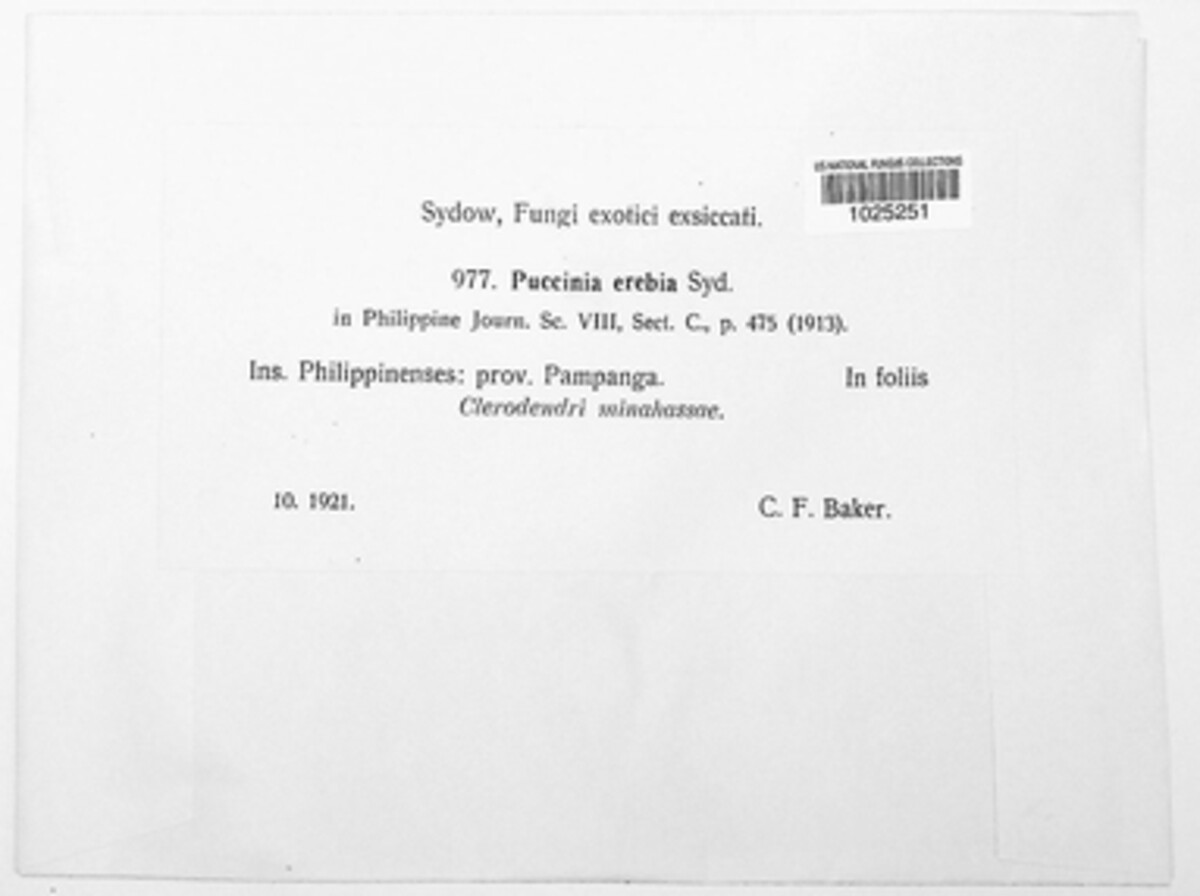 US NATIONAL FUNGUS COLLECTIONS
1025251
Sydow, Fungi exotici exsiccati.
977. Puccinia erebia Syd.
in Philippine Journ. Sc. VIII, Sect. C., p. 475 (1913).
Ins. Philippinenses: prov. Pampanga. In foliis
Clerodendri minahassae.
10. 1921. C. F. Baker.